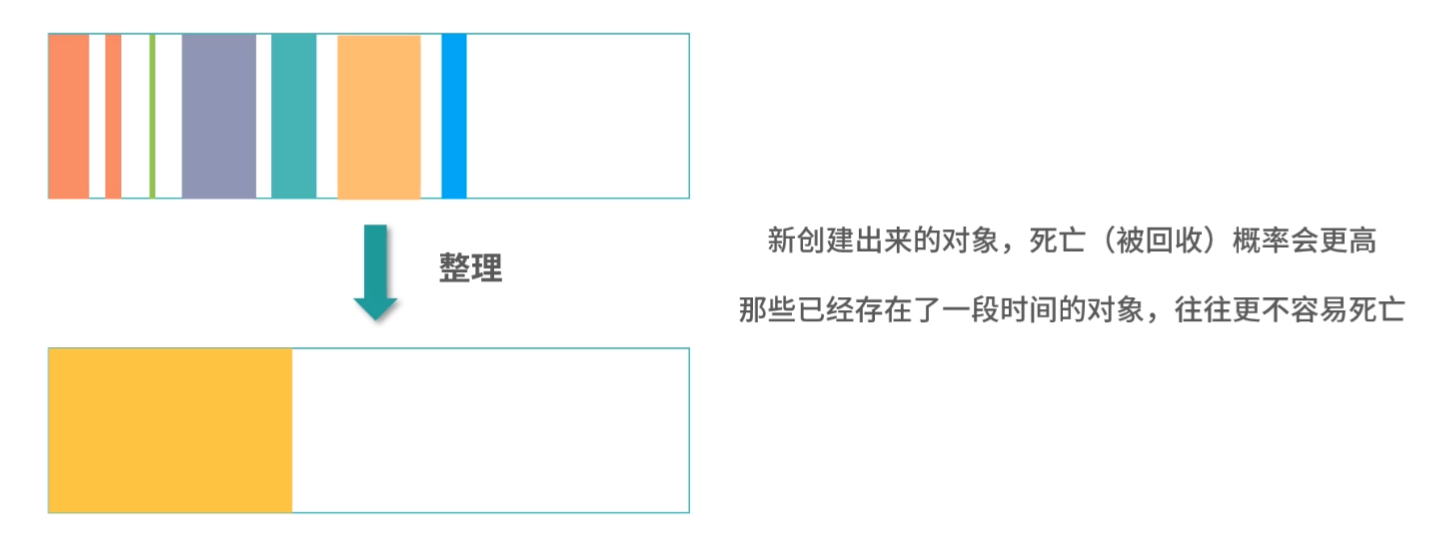 整理
新创建出来的对象，死亡（被回收）概率会更高
那些已经存在了一段时间的对象，往往更不容易死亡